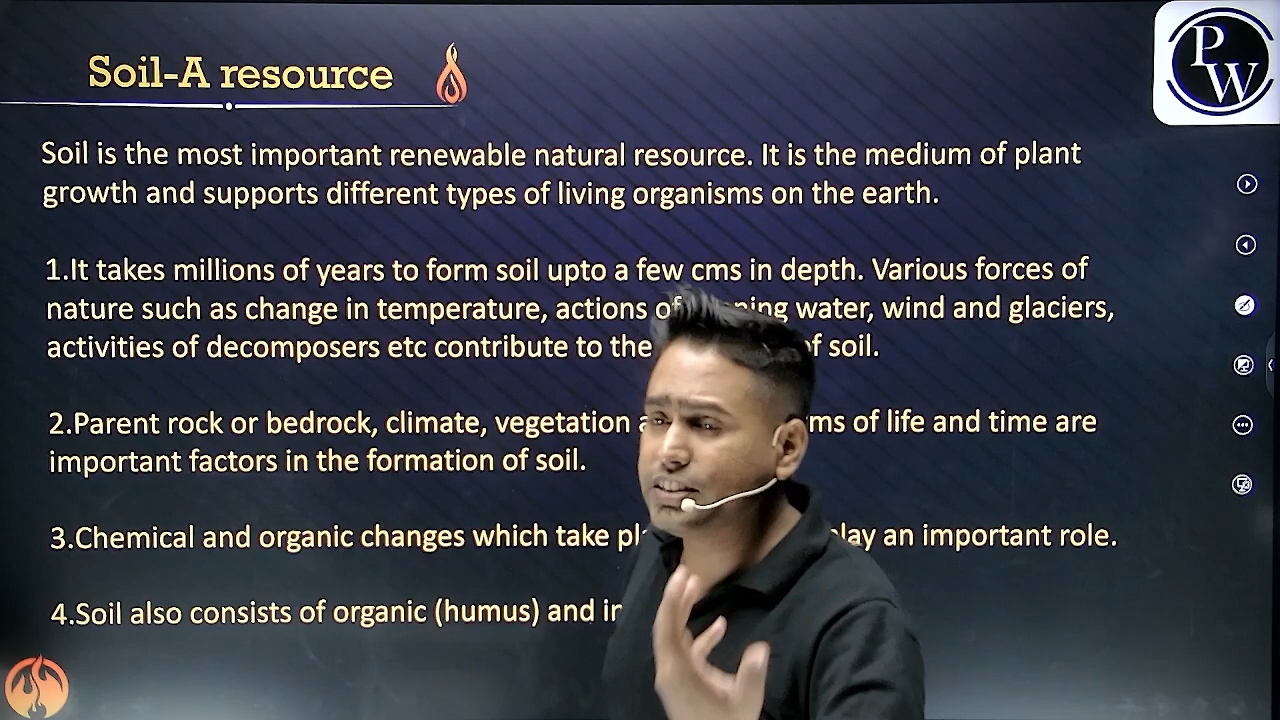 Soil-A resource
PW
Soil is the most important renewable natural resource. It is the medium of plant
growth and supports different types of living organisms on the earth.
1.It takes millions of years to form soil upto a few cms in depth. Various forces of
nature such as change in temperature, actions of water, wind and glaciers,
activities of decomposers etc contribute to the of soil.
2.Parent rock or bedrock, climate, vegetation of life and time are
important factors in the formation of soil.
3.Chemical and organic changes which take an important role.
4.Soil also consists of organic (humus) and